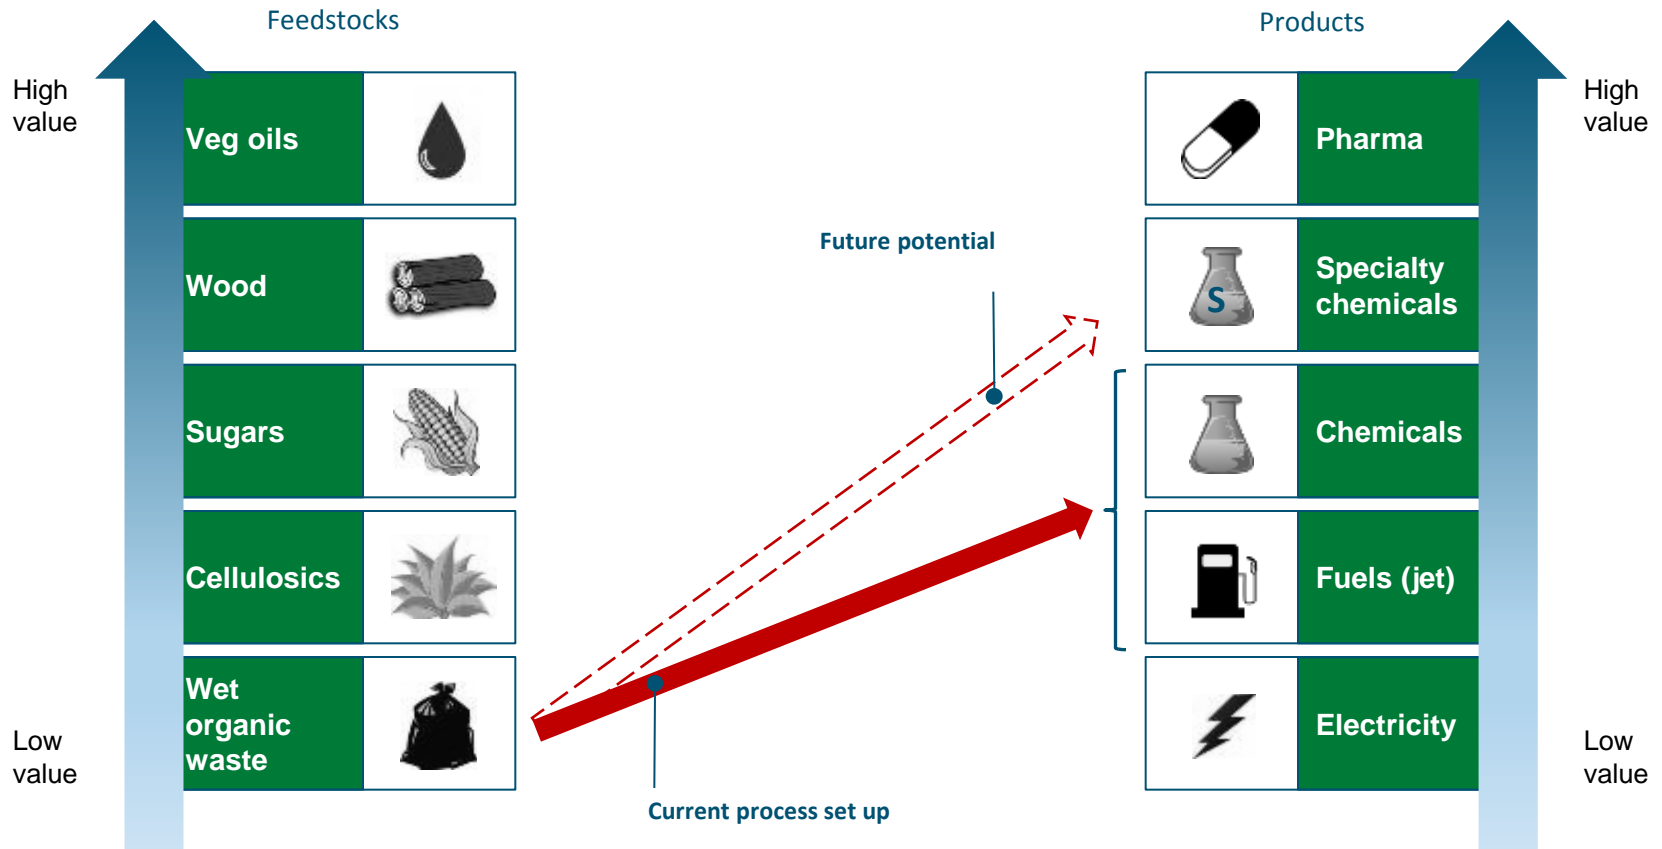 Feedstocks
Products
High
value
Veg oils
Wood
Sugars
Cellulosics
Wet
organic
waste
Low
value
Future potential
Current process set up
Pharma
Specialty
chemicals
S
Chemicals
Fuels (jet)
Electricity
High
value
Low
value